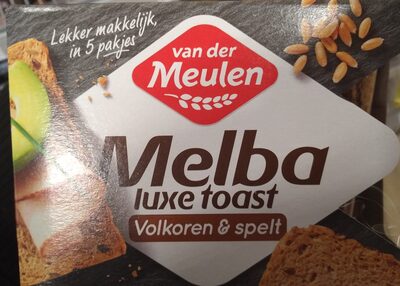 Lekker makkelijk,
in 5 pakjes
van der
Meulen
Melba
luxe toast
Volkoren & spelt